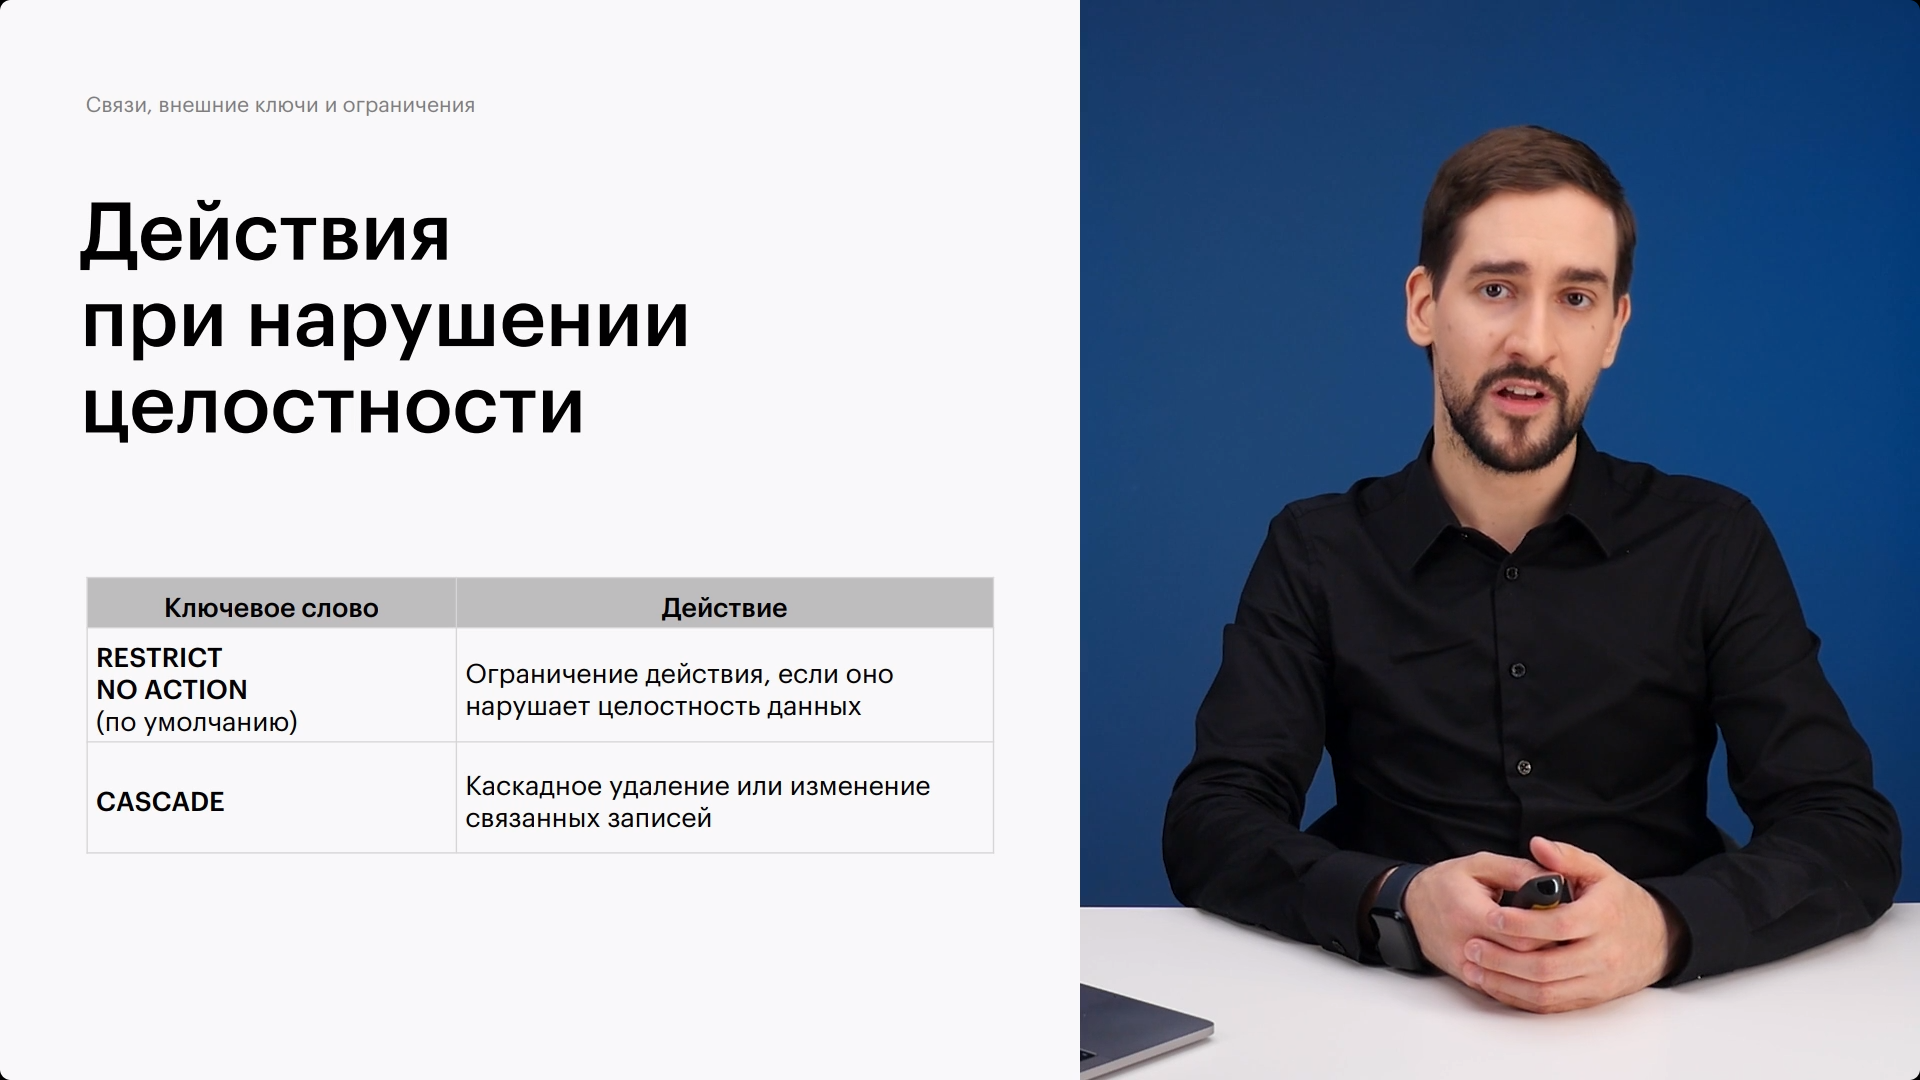 Связи, внешние ключи и ограничения
Действия
при нарушении
целостности
Ключевое слово
Действие
RESTRICT
NO ACTION
(по умолчанию)
Ограничение действия, если оно
нарушает целостность данных
CASCADE
Каскадное удаление или изменение
связанных записей